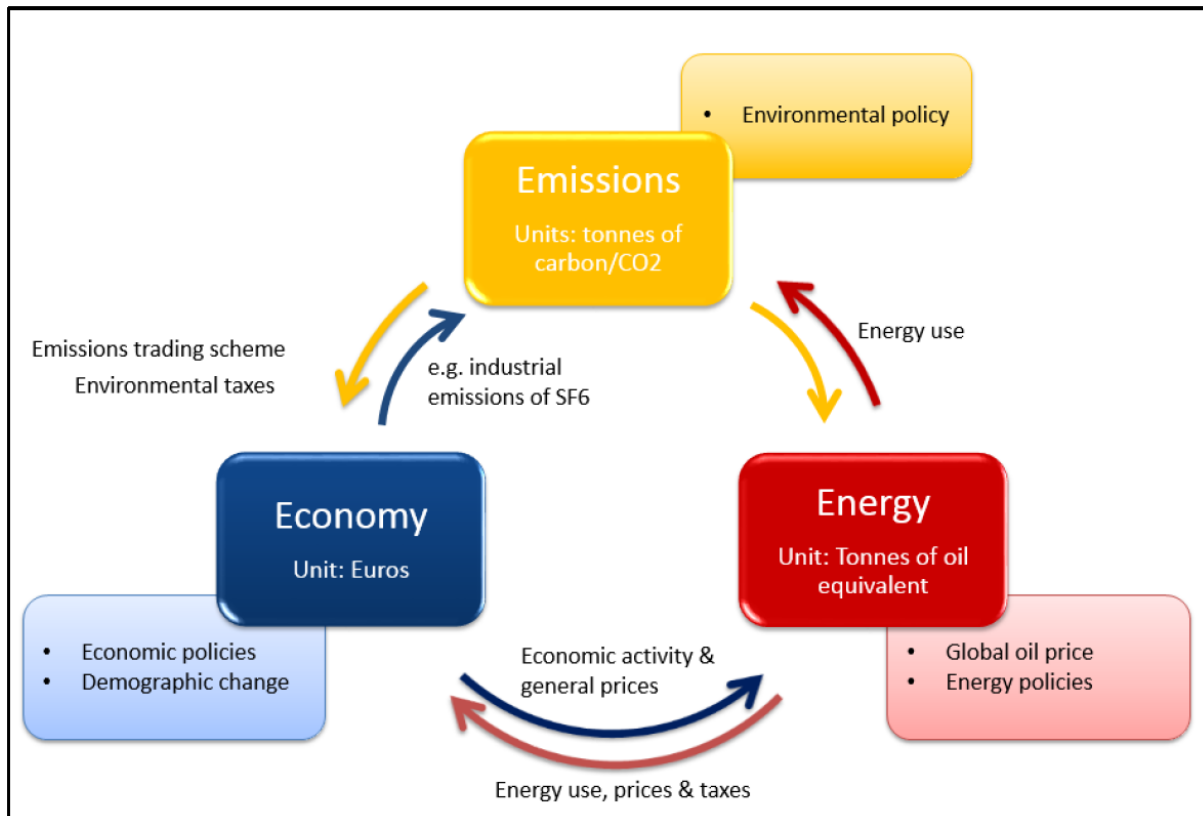 • Environmental policy
Emissions
Units: tonnes of
carbon/CO2
Emissions trading scheme
Environmental taxes
e.g. industrial
emissions of SF6
Energy use
Economy
Unit: Euros
• Economic policies
• Demographic change
Energy
Unit: Tonnes of oil
equivalent
• Global oil price
• Energy policies
Economic activity &
general prices
Energy use, prices & taxes